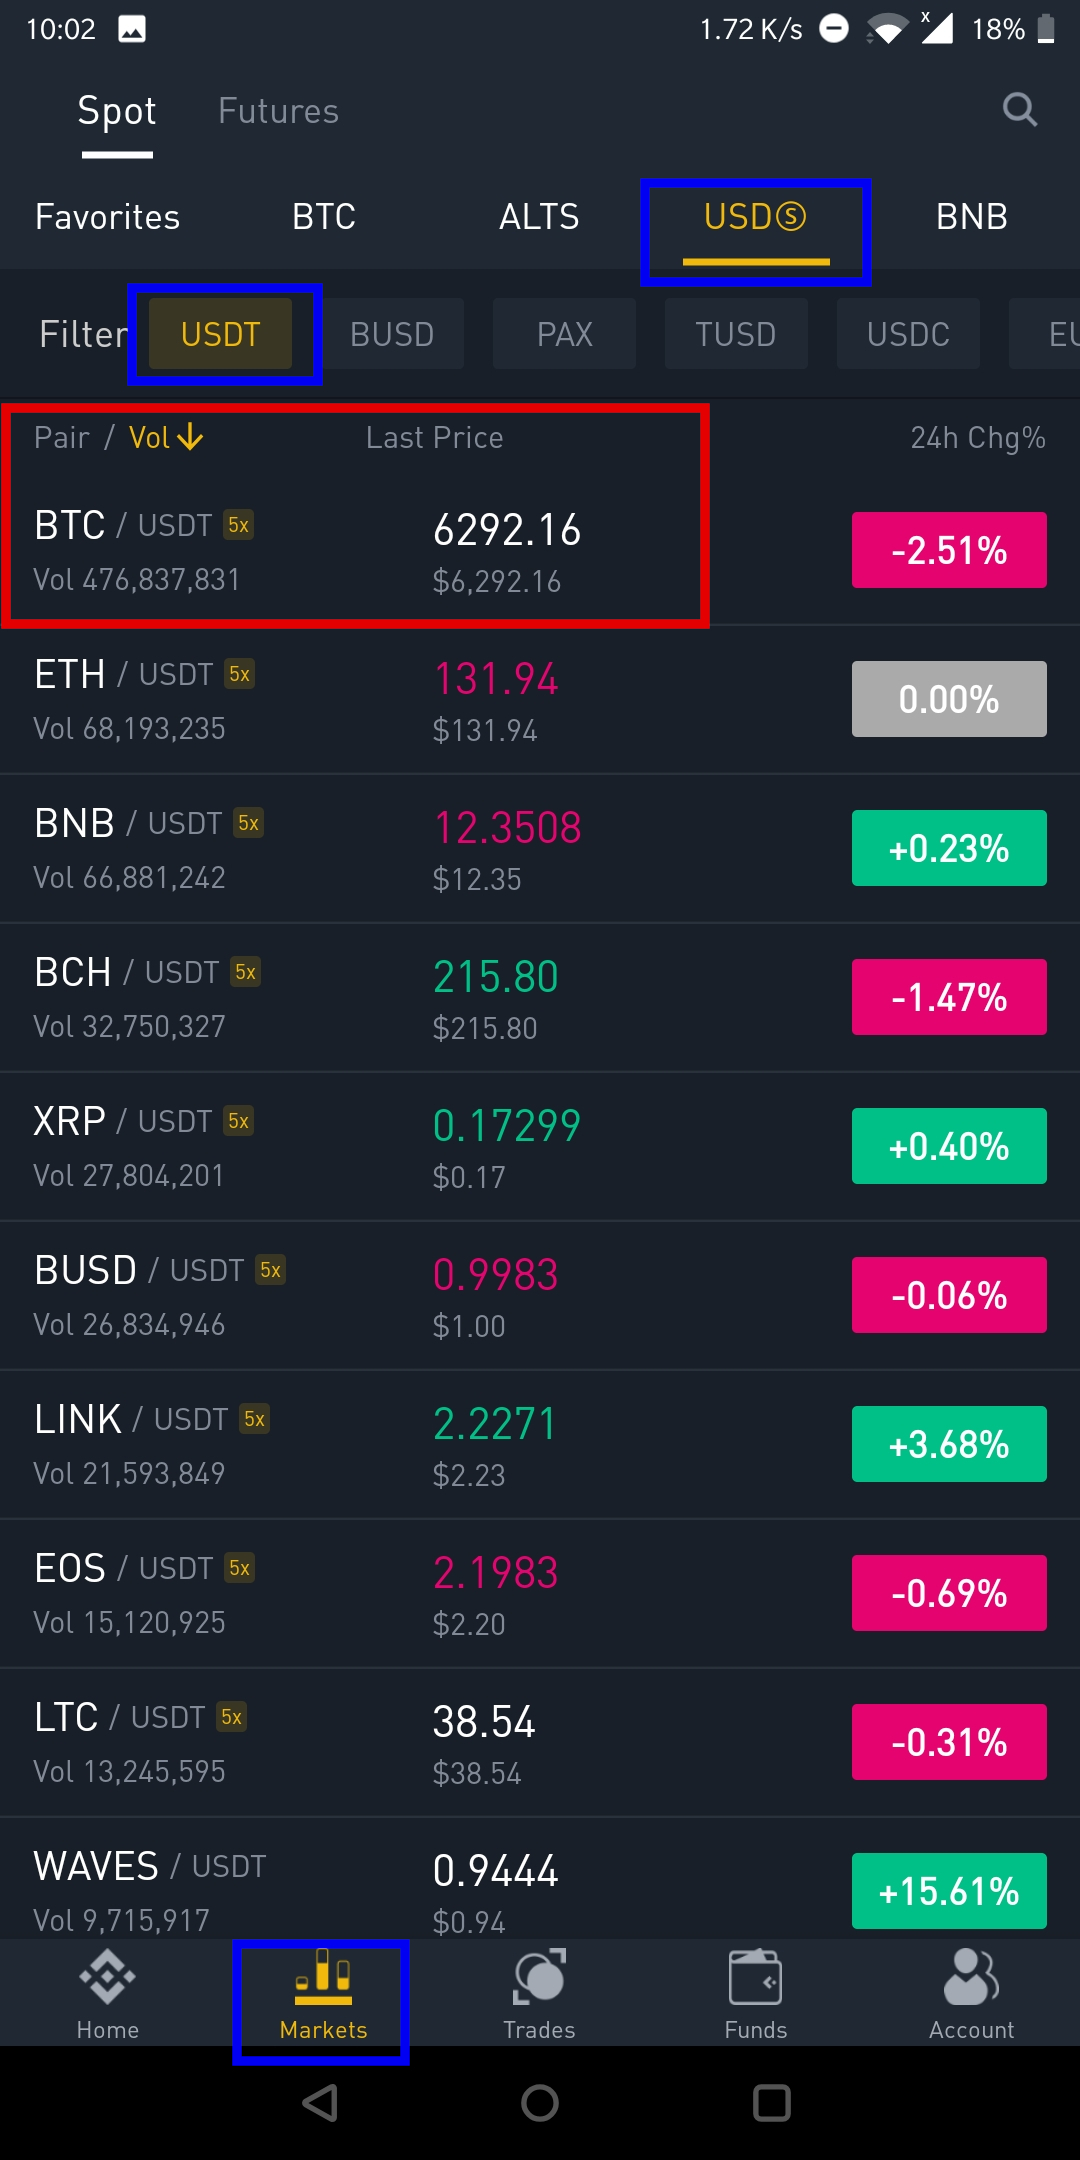 10:02 1.72 K/s x 18%
Spot Futures
Favorites BTC ALTS USDⓈ BNB
Filter USDT BUSD PAX TUSD USDC EU
Pair / Vol↓ Last Price 24h Chg%
BTC / USDT 5x 6292.16 -2.51%
Vol 476,837,831 $6,292.16
ETH / USDT 5x 131.94 0.00%
Vol 68,193,235 $131.94
BNB / USDT 5x 12.3508 +0.23%
Vol 66,881,242 $12.35
BCH / USDT 5x 215.80 -1.47%
Vol 32,750,327 $215.80
XRP / USDT 5x 0.17299 +0.40%
Vol 27,804,201 $0.17
BUSD / USDT 5x 0.9983 -0.06%
Vol 26,834,946 $1.00
LINK / USDT 5x 2.2271 +3.68%
Vol 21,593,849 $2.23
EOS / USDT 5x 2.1983 -0.69%
Vol 15,120,925 $2.20
LTC / USDT 5x 38.54 -0.31%
Vol 13,245,595 $38.54
WAVES / USDT 0.9444 +15.61%
Vol 9,715,917 $0.94
Home Markets Trades Funds Account